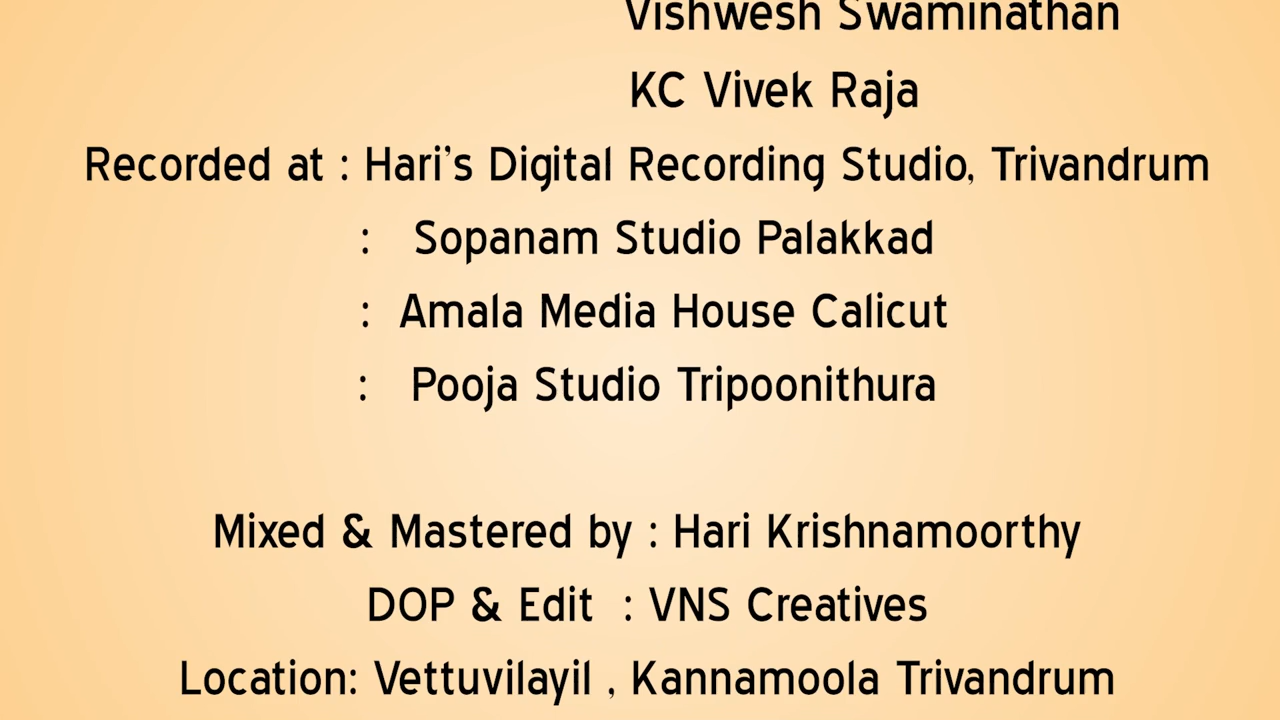 Vishwesh Swaminathan
KC Vivek Raja
Recorded at : Hari's Digital Recording Studio, Trivandrum
: Sopanam Studio Palakkad
: Amala Media House Calicut
: Pooja Studio Tripoonithura
Mixed & Mastered by : Hari Krishnamoorthy
DOP & Edit : VNS Creatives
Location: Vettuvilayil , Kannamoola Trivandrum